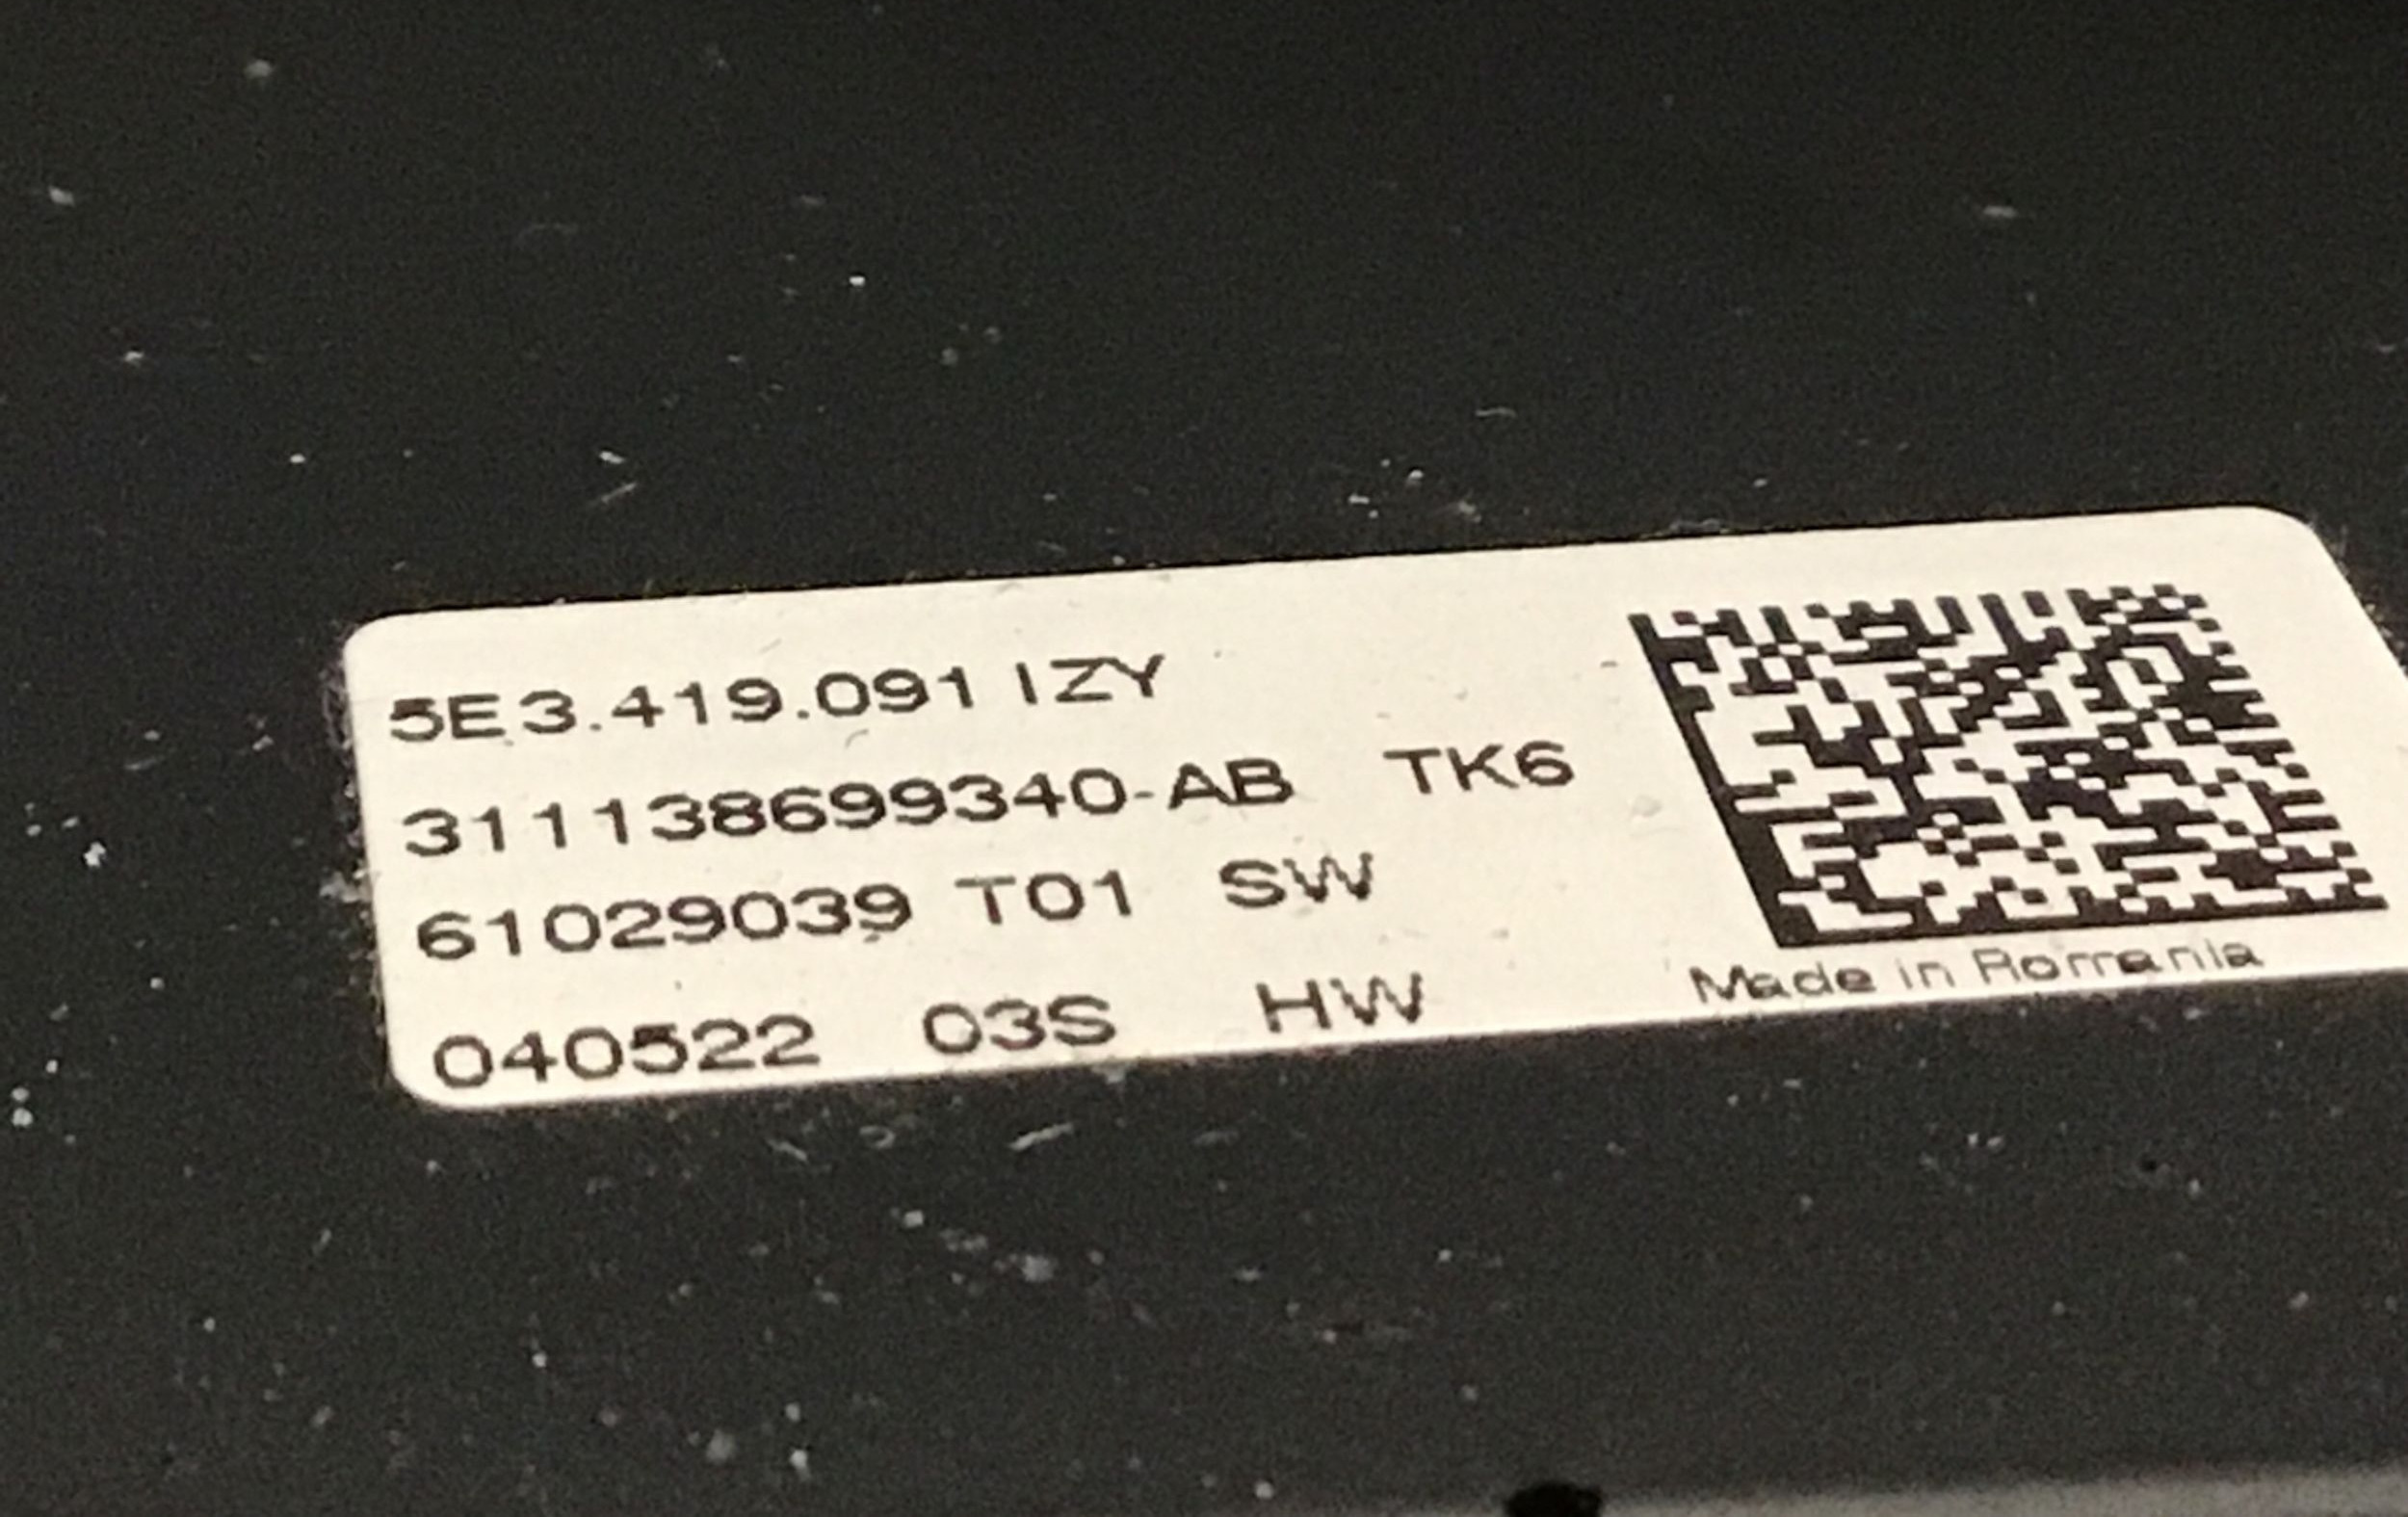 5E3.419.091 IZY
311138699340-AB TK6
61029039 T01 SW
040522 03S HW
Made in Romania